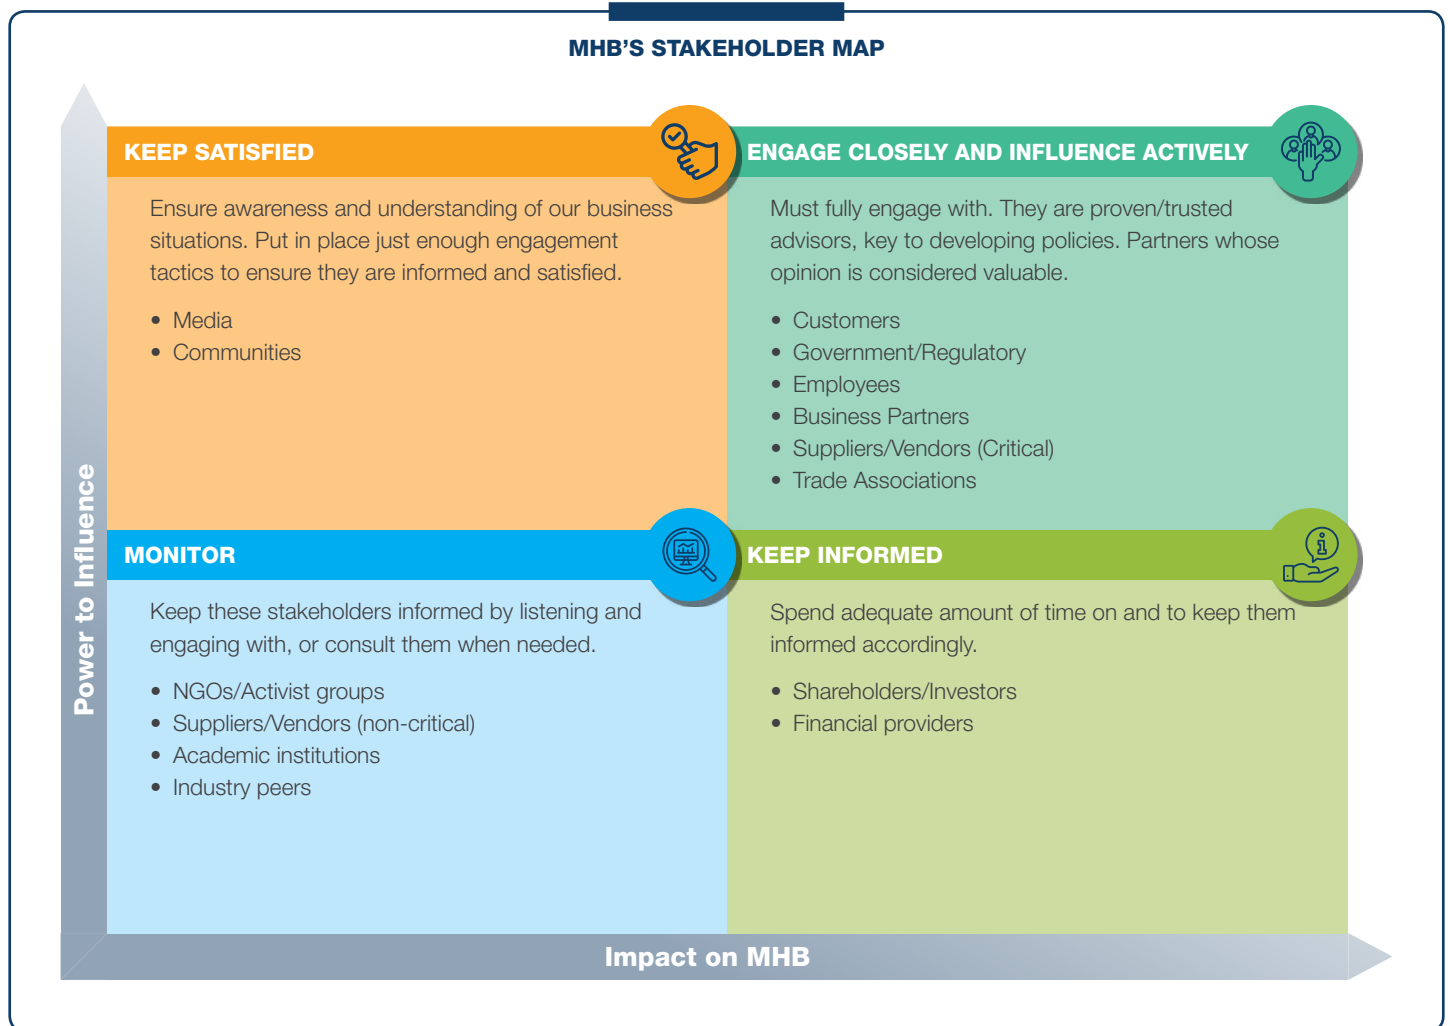 MHB'S STAKEHOLDER MAP
KEEP SATISFIED
Ensure awareness and understanding of our business
situations. Put in place just enough engagement
tactics to ensure they are informed and satisfied.
• Media
• Communities
ENGAGE CLOSELY AND INFLUENCE ACTIVELY
Must fully engage with. They are proven/trusted
advisors, key to developing policies. Partners whose
opinion is considered valuable.
• Customers
• Government/Regulatory
• Employees
• Business Partners
• Suppliers/Vendors (Critical)
• Trade Associations
MONITOR
Keep these stakeholders informed by listening and
engaging with, or consult them when needed.
• NGOs/Activist groups
• Suppliers/Vendors (non-critical)
• Academic institutions
• Industry peers
KEEP INFORMED
Spend adequate amount of time on and to keep them
informed accordingly.
• Shareholders/Investors
• Financial providers
Power to Influence
Impact on MHB